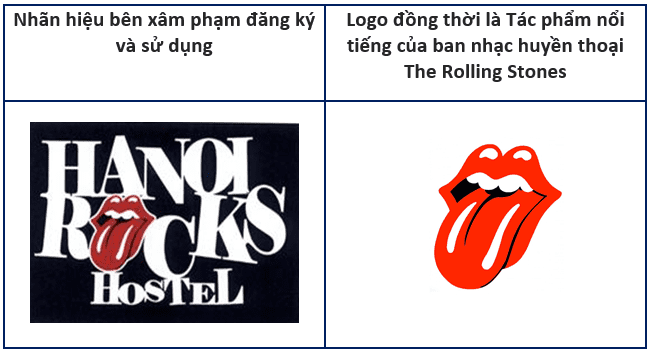 Nhãn hiệu bên xâm phạm đăng ký
và sử dụng
Logo đồng thời là Tác phẩm nổi
tiếng của ban nhạc huyền thoại
The Rolling Stones
HANOI
ROCKS
HOSTEL